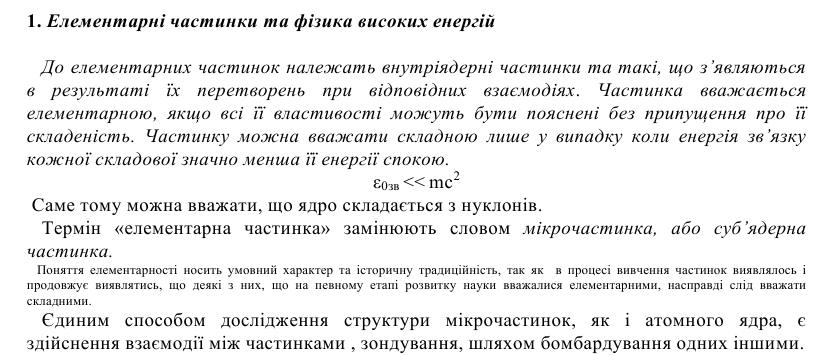 1. Елементарні частинки та фізика високих енергій
До елементарних частинок належать внутріядерні частинки та такі, що з’являються
в результаті їх перетворень при відповідних взаємодіях. Частинка вважається
елементарною, якщо всі її властивості можуть бути пояснені без припущення про її
складеність. Частинку можна вважати складною лише у випадку коли енергія зв’язку
кожної складової значно менша її енергії спокою.
ε₀зв << mc²
Саме тому можна вважати, що ядро складається з нуклонів.
Термін «елементарна частинка» замінюють словом мікрочастинка, або суб’ядерна
частинка.
Поняття елементарності носить умовний характер та історичну традиційність, так як в процесі вивчення частинок виявлялось і
продовжує виявлятись, що деякі з них, що на певному етапі розвитку науки вважалися елементарними, насправді слід вважати
складними.
Єдиним способом дослідження структури мікрочастинок, як і атомного ядра, є
здійснення взаємодії між частинками , зондування, шляхом бомбардування одних іншими.